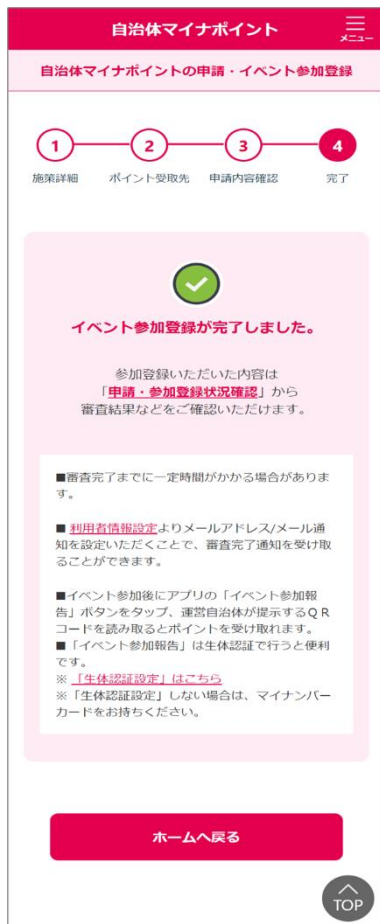 自治体マイナポイント
メニュー
自治体マイナポイントの申請・イベント参加登録
1 2 3 4
施策詳細 ポイント受取先 申請内容確認 完了
イベント参加登録が完了しました。
参加登録いただいた内容は
「申請・参加登録状況確認」から
審査結果などをご確認いただけます。
■審査完了までに一定時間がかかる場合がありま
す。
■ 利用者情報設定よりメールアドレス/メール通
知を設定いただくことで、審査完了通知を受け取
ることができます。
■イベント参加後にアプリの「イベント参加報
告」ボタンをタップ、運営自治体が提示するQR
コードを読み取るとポイントを受け取れます。
■「イベント参加報告」は生体認証で行うと便利
です。
※ 「生体認証設定」はこちら
※「生体認証設定」しない場合は、マイナンバー
カードをお持ちください。
ホームへ戻る
TOP